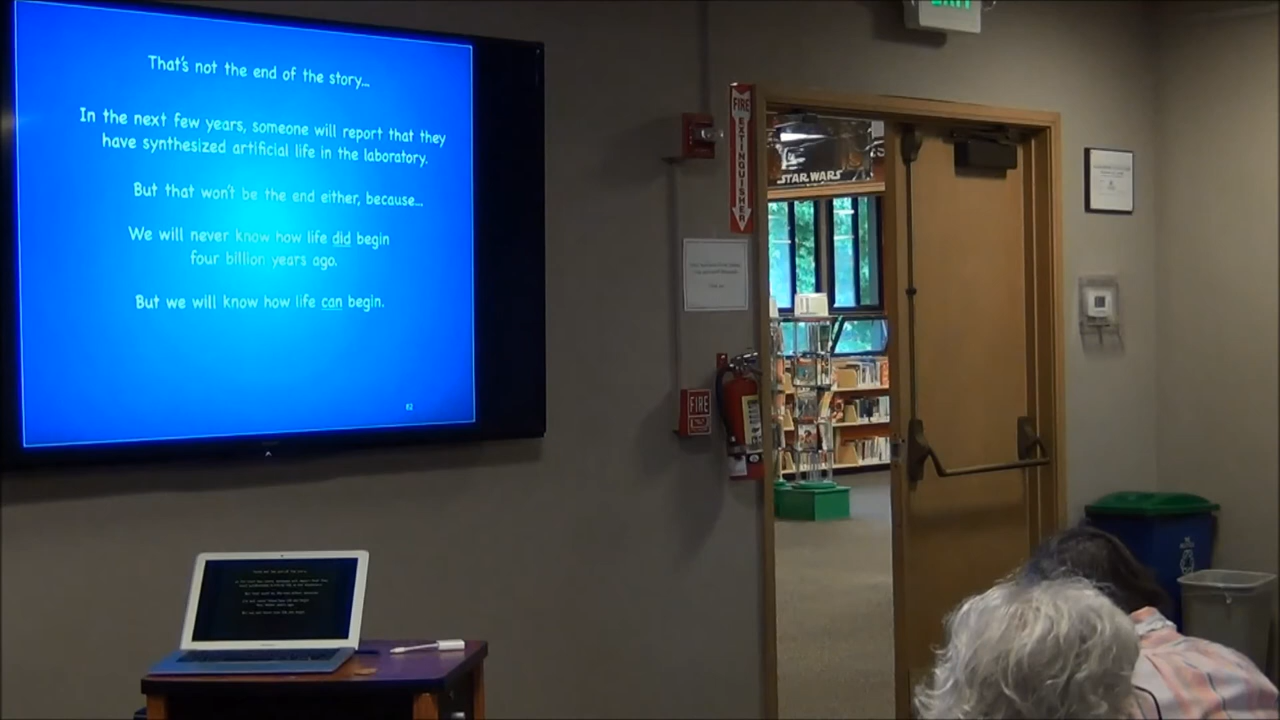 That's not the end of the story...
In the next few years, someone will report that they
have synthesized artificial life in the laboratory.
But that won't be the end either, because...
We will never know how life did begin
four billion years ago.
But we will know how life can begin.
82
EXIT
FIRE
EXTINGUISHER
STAR WARS
FIRE